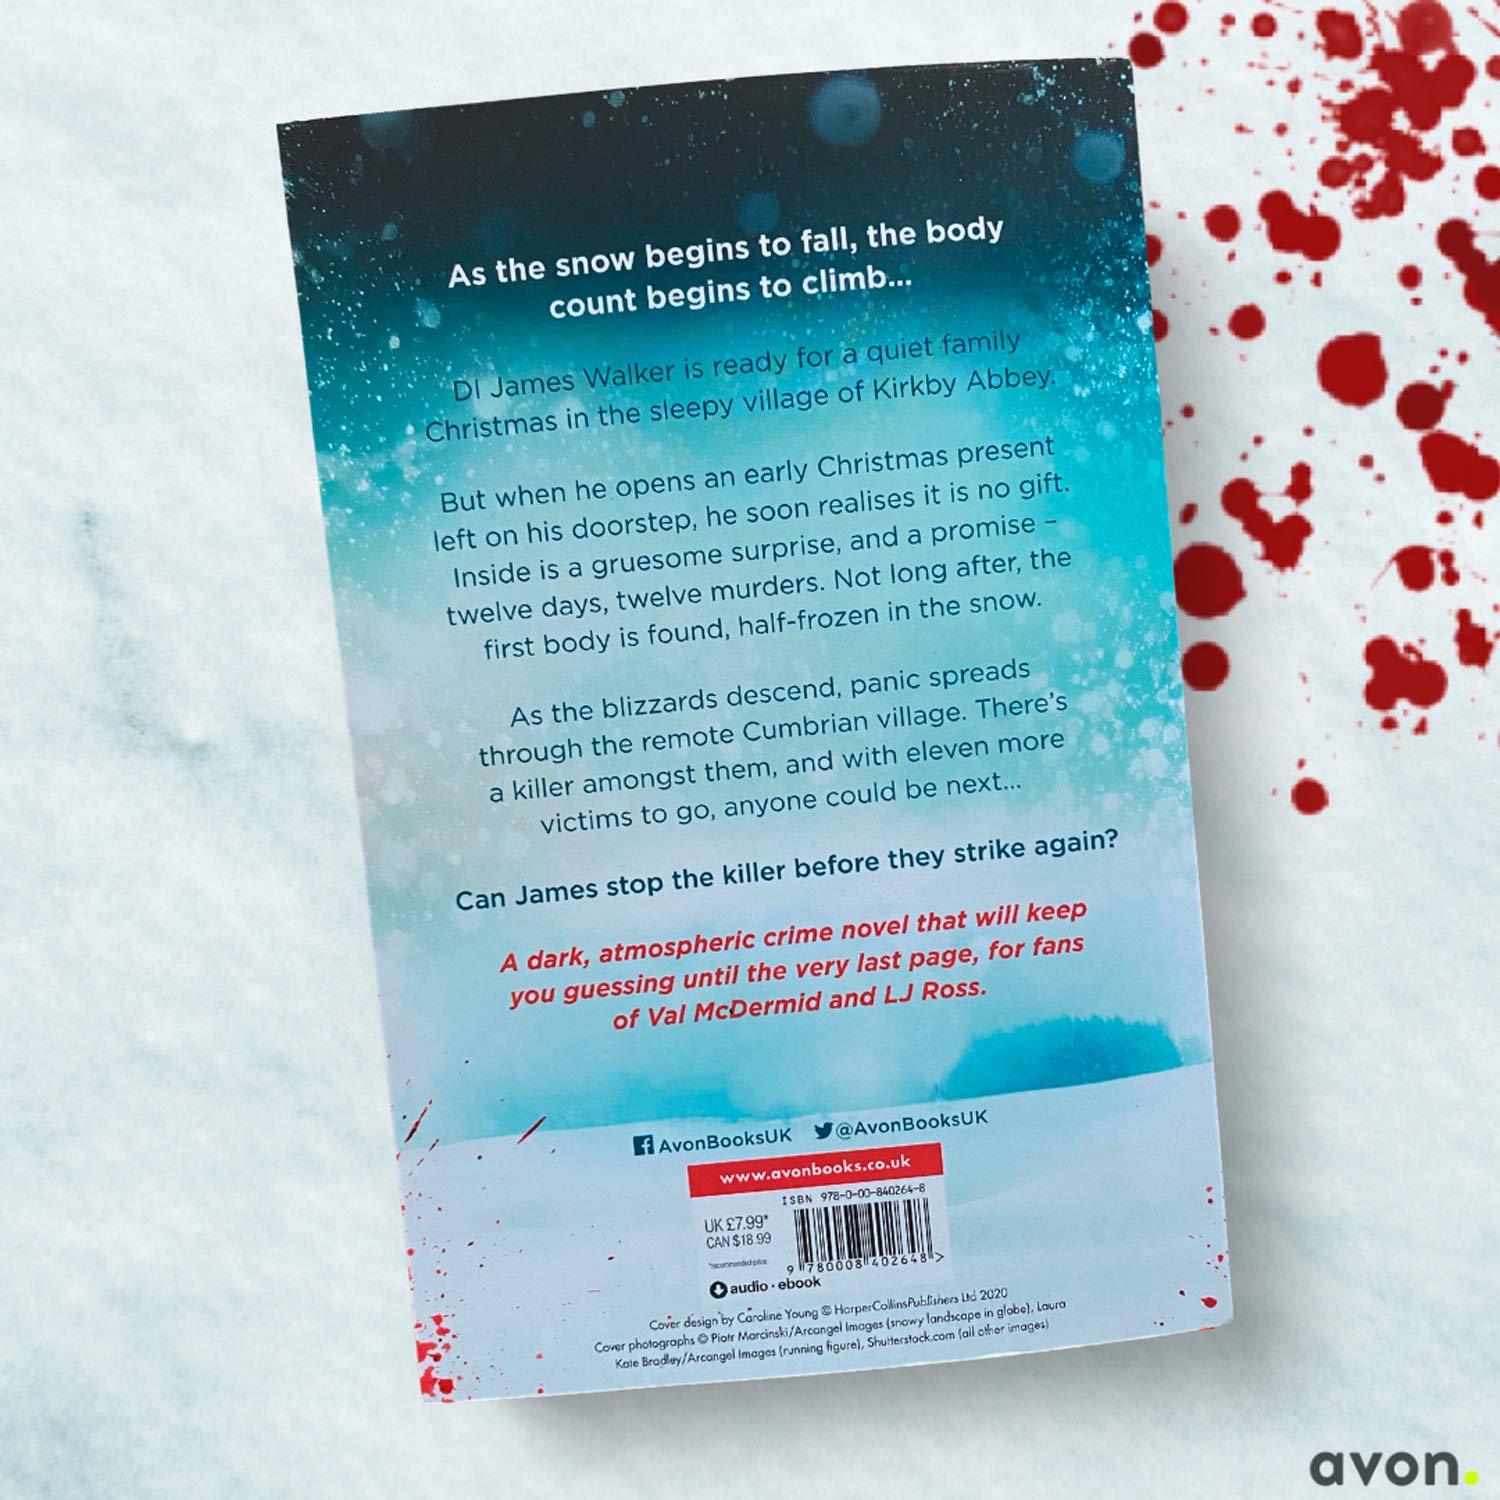 As the snow begins to fall, the body
count begins to climb...
DI James Walker is ready for a quiet family
Christmas in the sleepy village of Kirkby Abbey.
But when he opens an early Christmas present
left on his doorstep, he soon realises it is no gift.
Inside is a gruesome surprise, and a promise –
twelve days, twelve murders. Not long after, the
first body is found, half-frozen in the snow.
As the blizzards descend, panic spreads
through the remote Cumbrian village. There's
a killer amongst them, and with eleven more
victims to go, anyone could be next...
Can James stop the killer before they strike again?
A dark, atmospheric crime novel that will keep
you guessing until the very last page, for fans
of Val McDermid and LJ Ross.
AvonBooksUK @AvonBooksUK
www.avonbooks.co.uk
ISBN 978-0-00-840264-8
UK £7.99*
CAN $18.99
*recommended price
9 780008 402648 >
audio • ebook
Cover design by Caroline Young © HarperCollinsPublishers Ltd 2020
Cover photographs © Piotr Marcinski/Arcangel Images (snowy landscape in globe), Laura
Kate Bradley/Arcangel Images (running figure), Shutterstock.com (all other images)
avon.